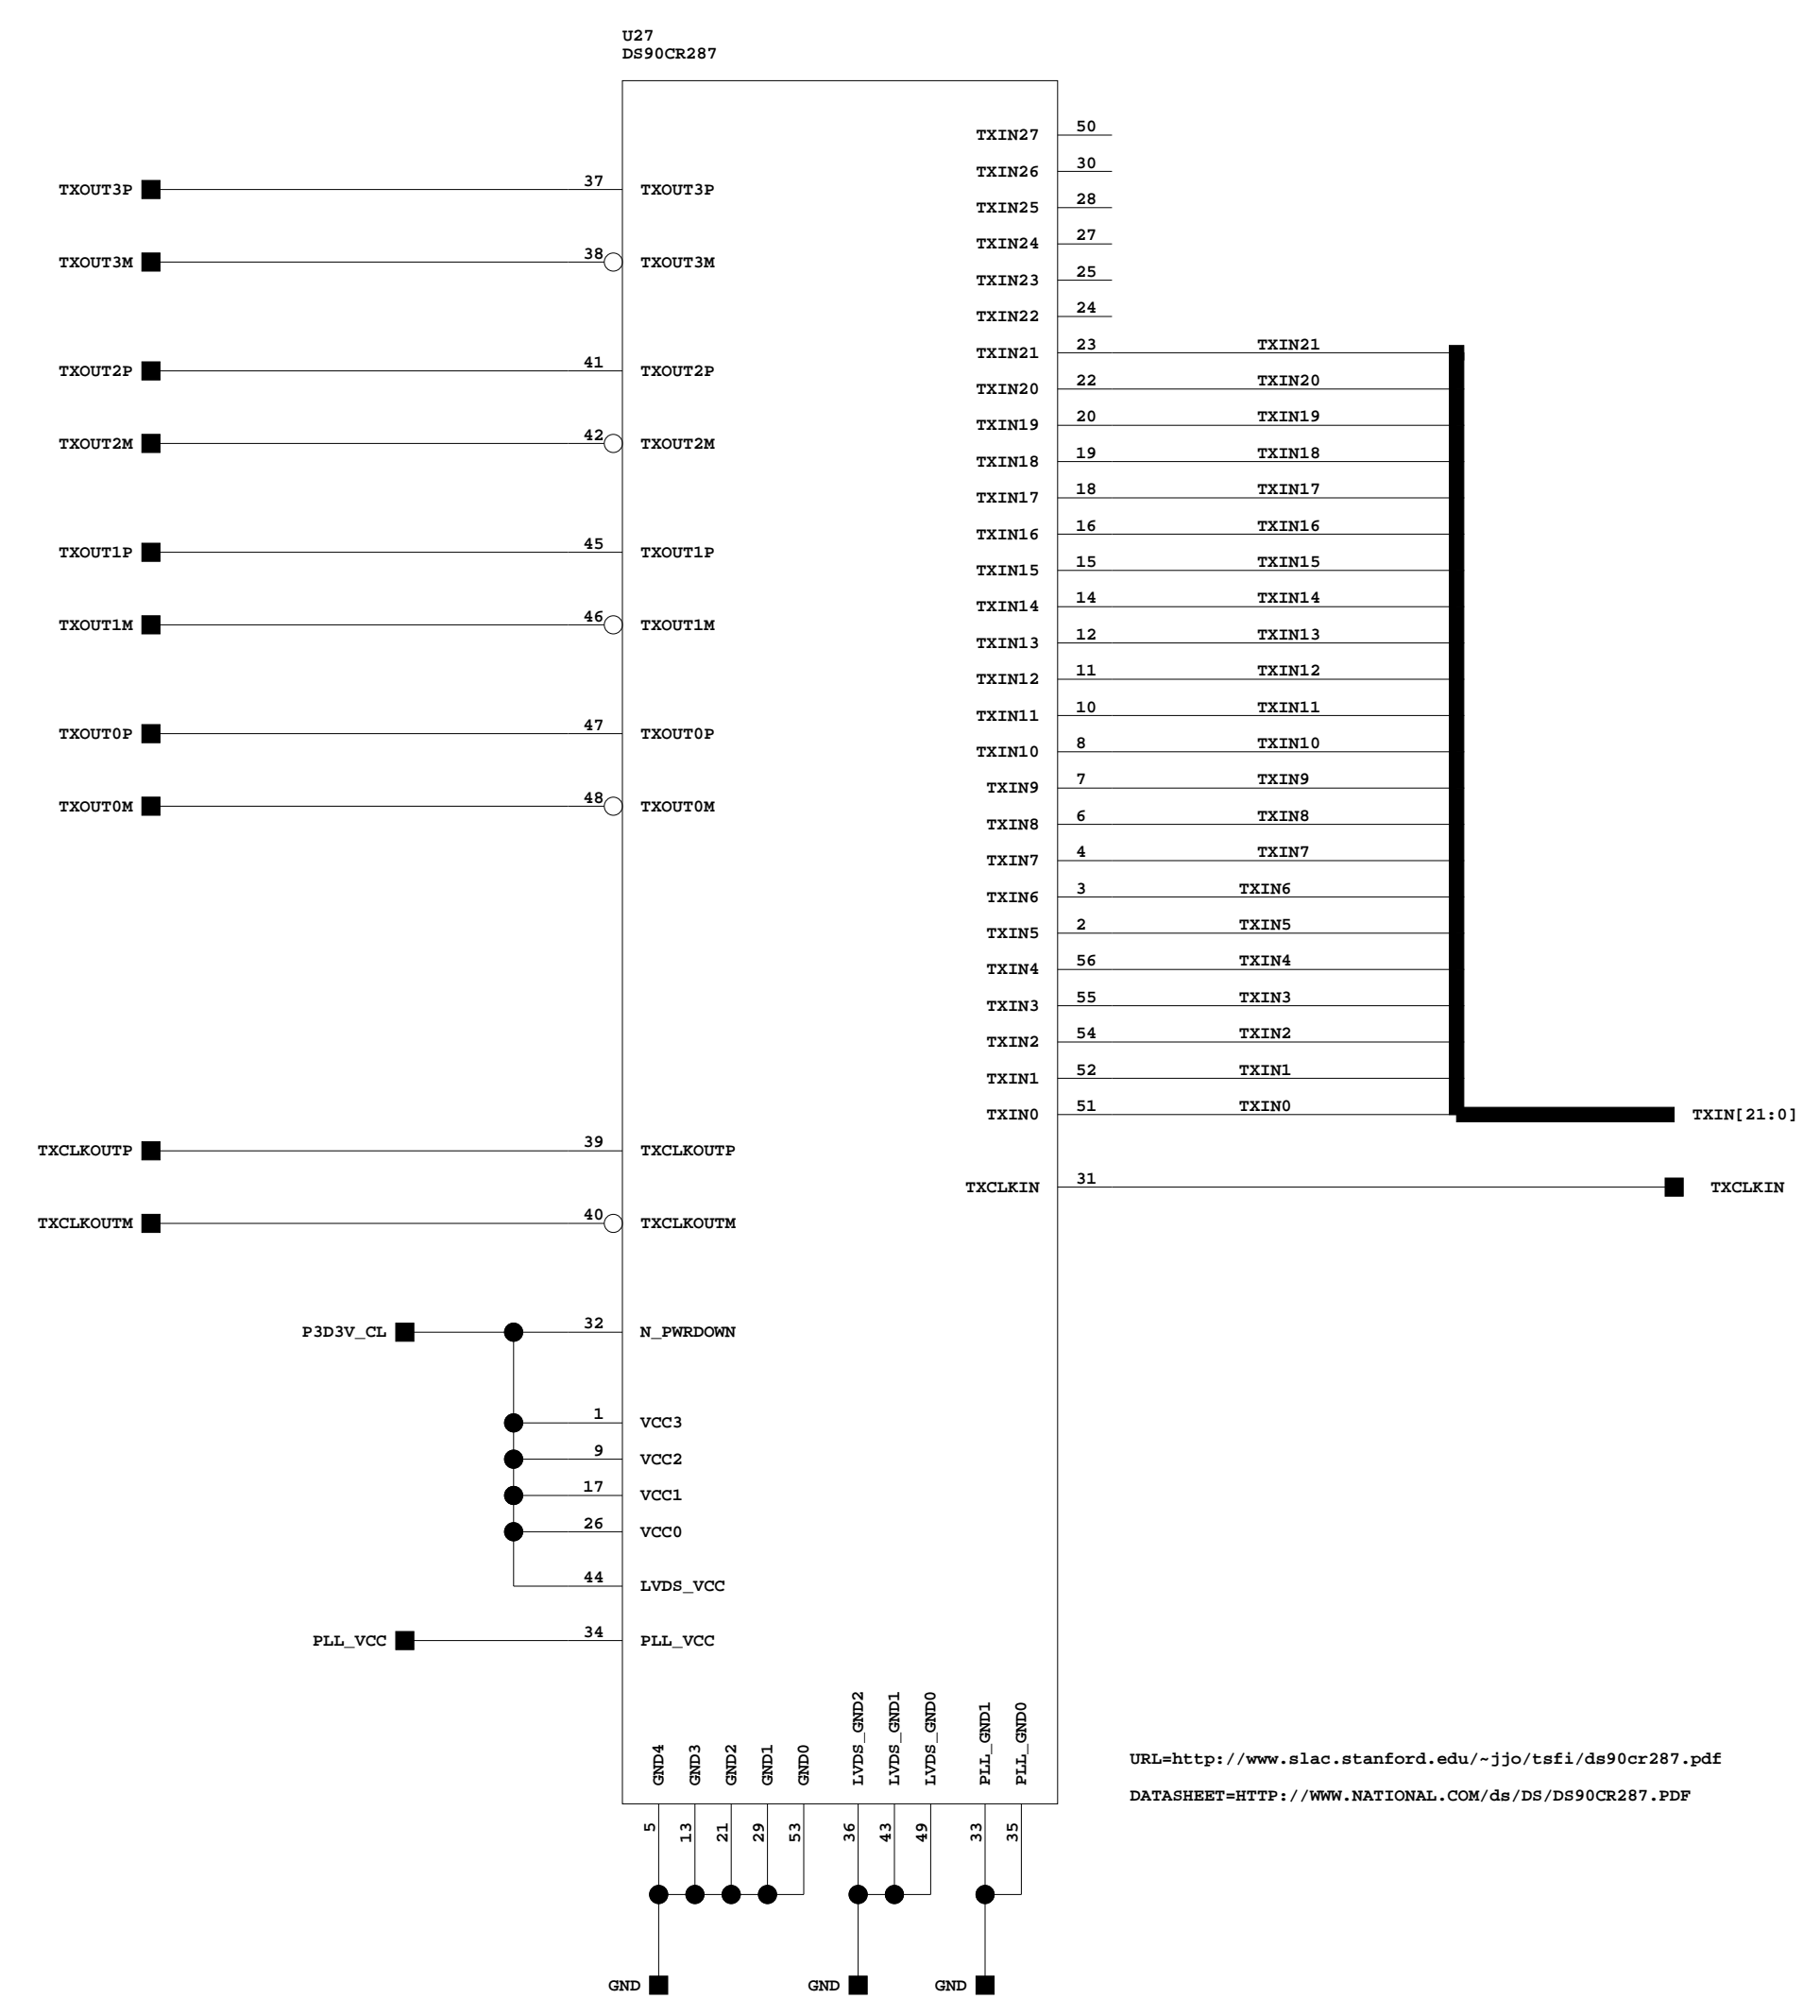 U27
DS90CR287
TXIN27 50
TXIN26 30
TXOUT3P 37 TXOUT3P
TXIN25 28
TXIN24 27
TXOUT3M 38 TXOUT3M
TXIN23 25
TXIN22 24
TXIN21 23 TXIN21
TXOUT2P 41 TXOUT2P
TXIN20 22 TXIN20
TXIN19 20 TXIN19
TXOUT2M 42 TXOUT2M
TXIN18 19 TXIN18
TXIN17 18 TXIN17
TXIN16 16 TXIN16
TXOUT1P 45 TXOUT1P
TXIN15 15 TXIN15
TXIN14 14 TXIN14
TXOUT1M 46 TXOUT1M
TXIN13 12 TXIN13
TXIN12 11 TXIN12
TXIN11 10 TXIN11
TXOUT0P 47 TXOUT0P
TXIN10 8 TXIN10
TXIN9 7 TXIN9
TXOUT0M 48 TXOUT0M
TXIN8 6 TXIN8
TXIN7 4 TXIN7
TXIN6 3 TXIN6
TXIN5 2 TXIN5
TXIN4 56 TXIN4
TXIN3 55 TXIN3
TXIN2 54 TXIN2
TXIN1 52 TXIN1
TXIN0 51 TXIN0 TXIN[21:0]
TXCLKOUTP 39 TXCLKOUTP
TXCLKIN 31 TXCLKIN
TXCLKOUTM 40 TXCLKOUTM
P3D3V_CL 32 N_PWRDOWN
1 VCC3
9 VCC2
17 VCC1
26 VCC0
44 LVDS_VCC
PLL_VCC 34 PLL_VCC
GND4 GND3 GND2 GND1 GND0 LVDS_GND2 LVDS_GND1 LVDS_GND0 PLL_GND1 PLL_GND0
URL=http://www.slac.stanford.edu/~jjo/tsfi/ds90cr287.pdf
DATASHEET=HTTP://WWW.NATIONAL.COM/ds/DS/DS90CR287.PDF
5 13 21 29 53 36 43 49 33 35
GND GND GND